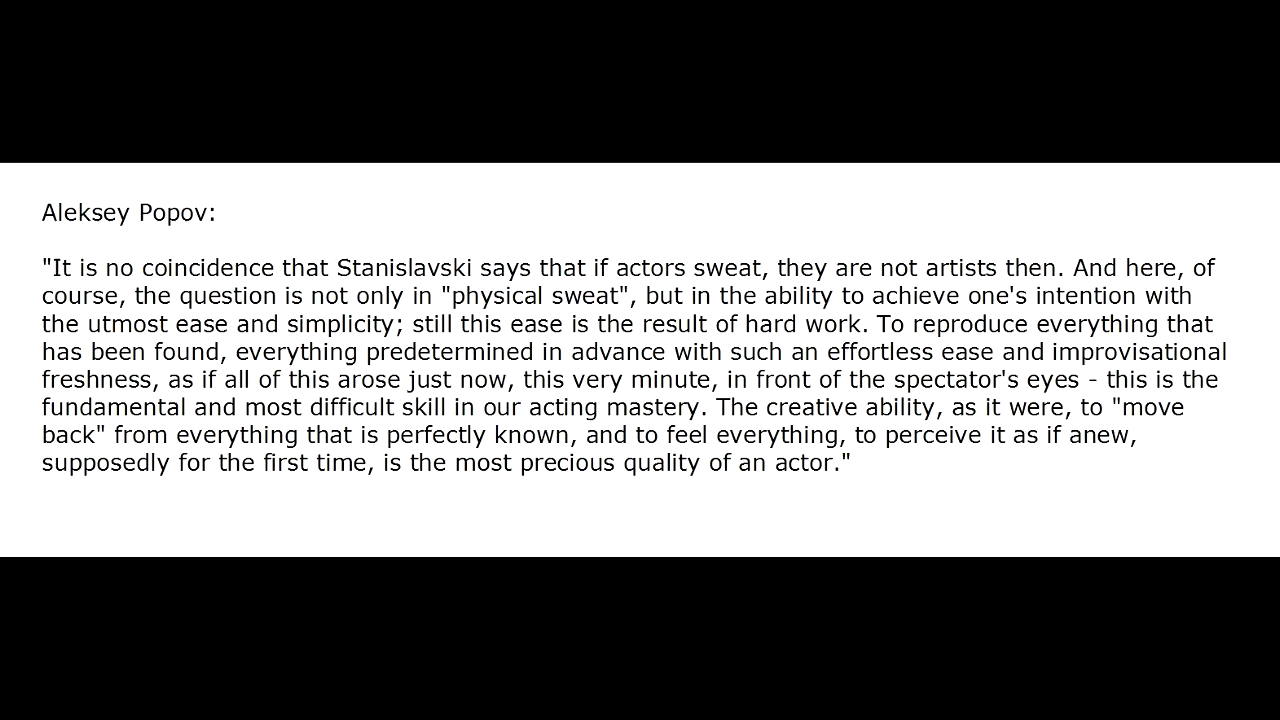 Aleksey Popov:
"It is no coincidence that Stanislavski says that if actors sweat, they are not artists then. And here, of
course, the question is not only in "physical sweat", but in the ability to achieve one's intention with
the utmost ease and simplicity; still this ease is the result of hard work. To reproduce everything that
has been found, everything predetermined in advance with such an effortless ease and improvisational
freshness, as if all of this arose just now, this very minute, in front of the spectator's eyes - this is the
fundamental and most difficult skill in our acting mastery. The creative ability, as it were, to "move
back" from everything that is perfectly known, and to feel everything, to perceive it as if anew,
supposedly for the first time, is the most precious quality of an actor."